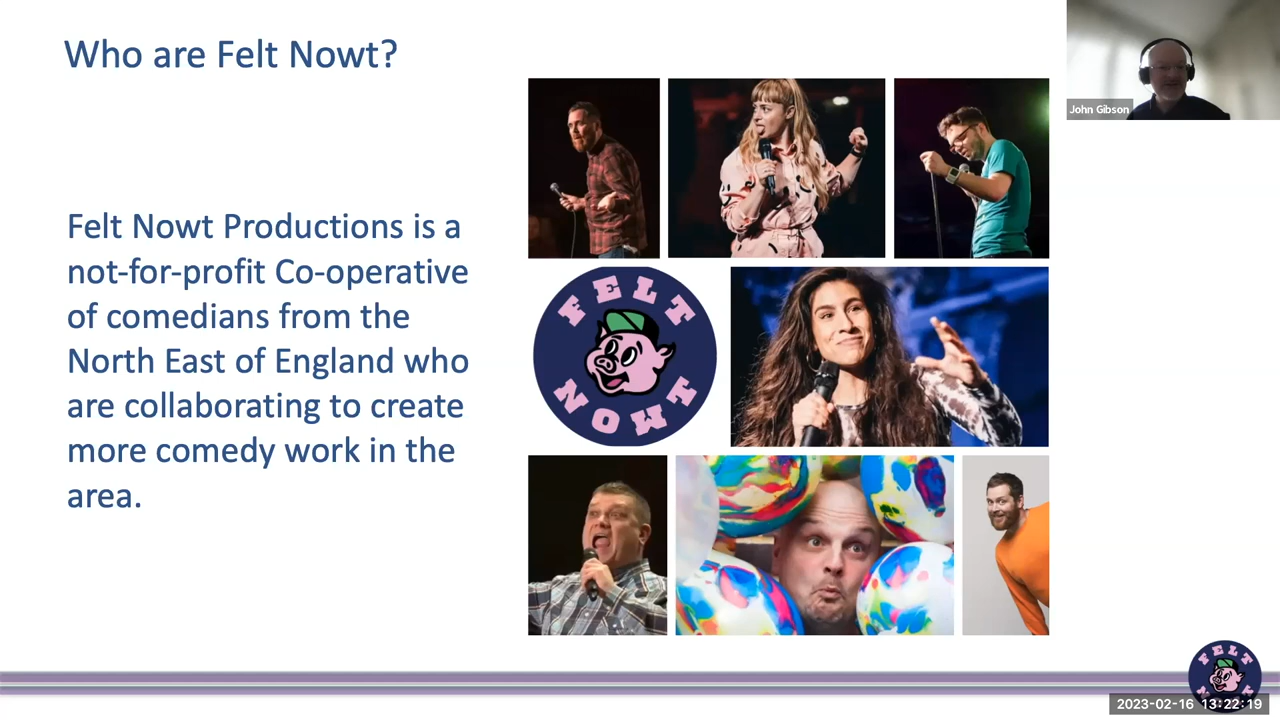 Who are Felt Nowt?
John Gibson
Felt Nowt Productions is a
not-for-profit Co-operative
of comedians from the
North East of England who
are collaborating to create
more comedy work in the
area.
FELT
NOWT
FELT
2023-02-16 13:22:19